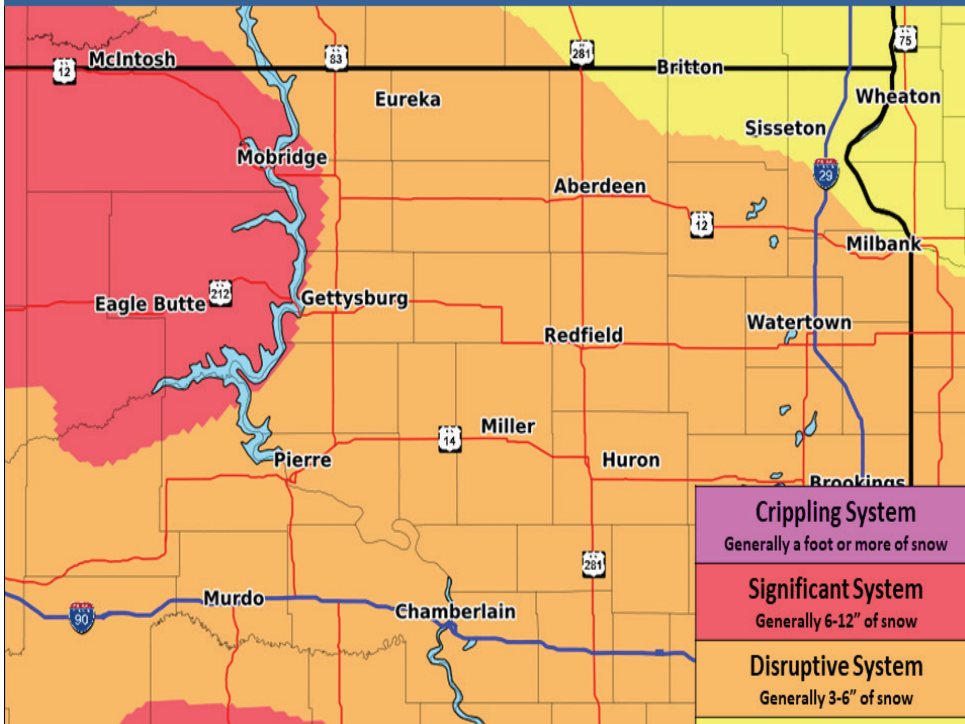 83
281
75
12
McIntosh
Britton
Eureka
Wheaton
Sisseton
Mobridge
29
Aberdeen
12
Milbank
212
Eagle Butte
Gettysburg
Watertown
Redfield
14
Miller
Pierre
Huron
Brookings
Crippling System
Generally a foot or more of snow
281
Significant System
Generally 6-12” of snow
Murdo
Chamberlain
90
Disruptive System
Generally 3-6” of snow